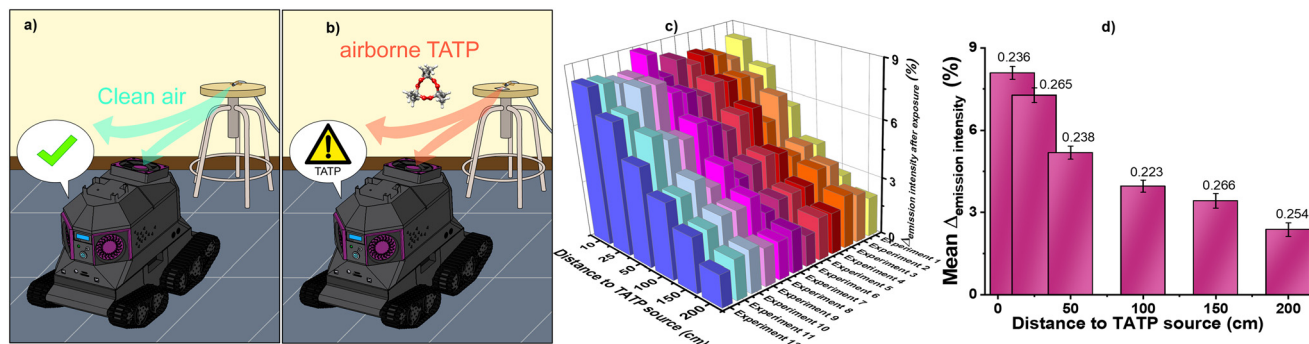 a)
Clean air
b)
airborne TATP
TATP
c)
9
6
3
0
Δemission intensity after exposure (%)
10
20
50
100
150
200
Distance to TATP source (cm)
Experiment 1
Experiment 2
Experiment 3
Experiment 4
Experiment 5
Experiment 6
Experiment 7
Experiment 8
Experiment 9
Experiment 10
Experiment 11
d)
Mean Δemission intensity (%)
9
6
3
0
0.236
0.265
0.238
0.223
0.266
0.254
0
50
100
150
200
Distance to TATP source (cm)